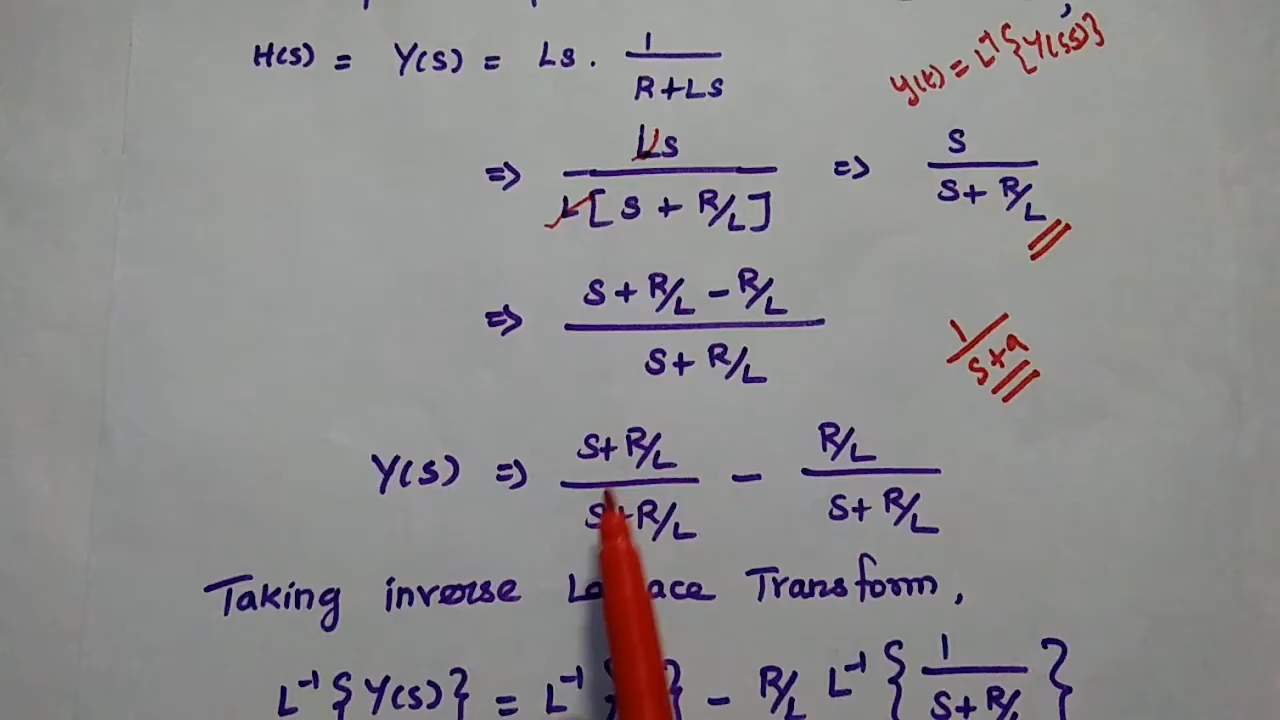 H(s) = Y(s) = Ls . 1 / R+LS
y(t) = L⁻¹{Y(s)}
=> Ls / L[s + R/L] => s / s+ R/L
=> s + R/L - R/L / s + R/L
1 / s+a
Y(s) => s+ R/L / s+ R/L - R/L / s+ R/L
Taking inverse Transform,
L⁻¹{Y(s)} = L⁻¹{ } - R/L L⁻¹{ 1 / s+ R/ }